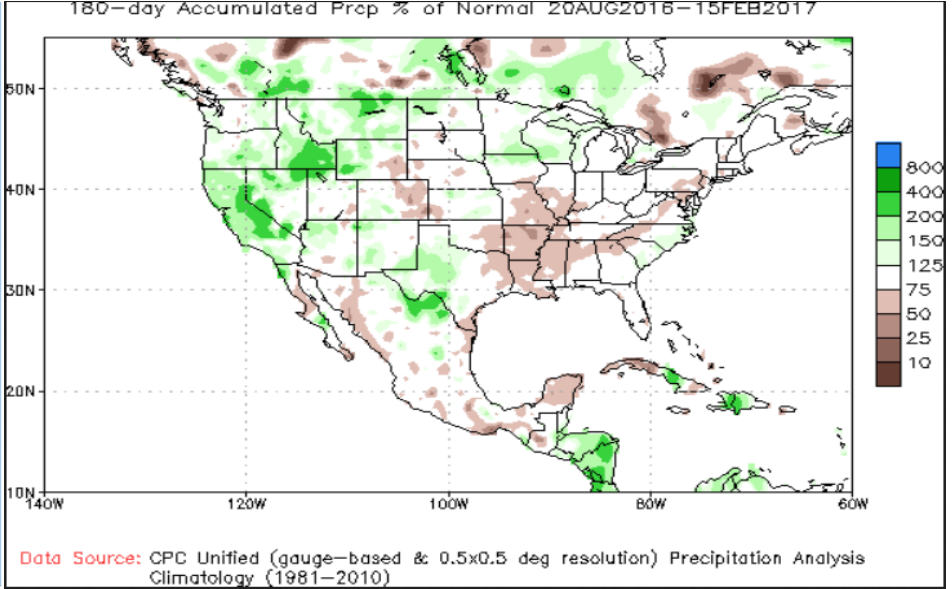 180-day Accumulated Prcp % of Normal 20AUG2016-15FEB2017
50N
40N
30N
20N
10N
140W 120W 100W 80W 60W
800
400
200
150
125
75
50
25
10
Data Source: CPC Unified (gauge-based & 0.5x0.5 deg resolution) Precipitation Analysis
Climatology (1981-2010)